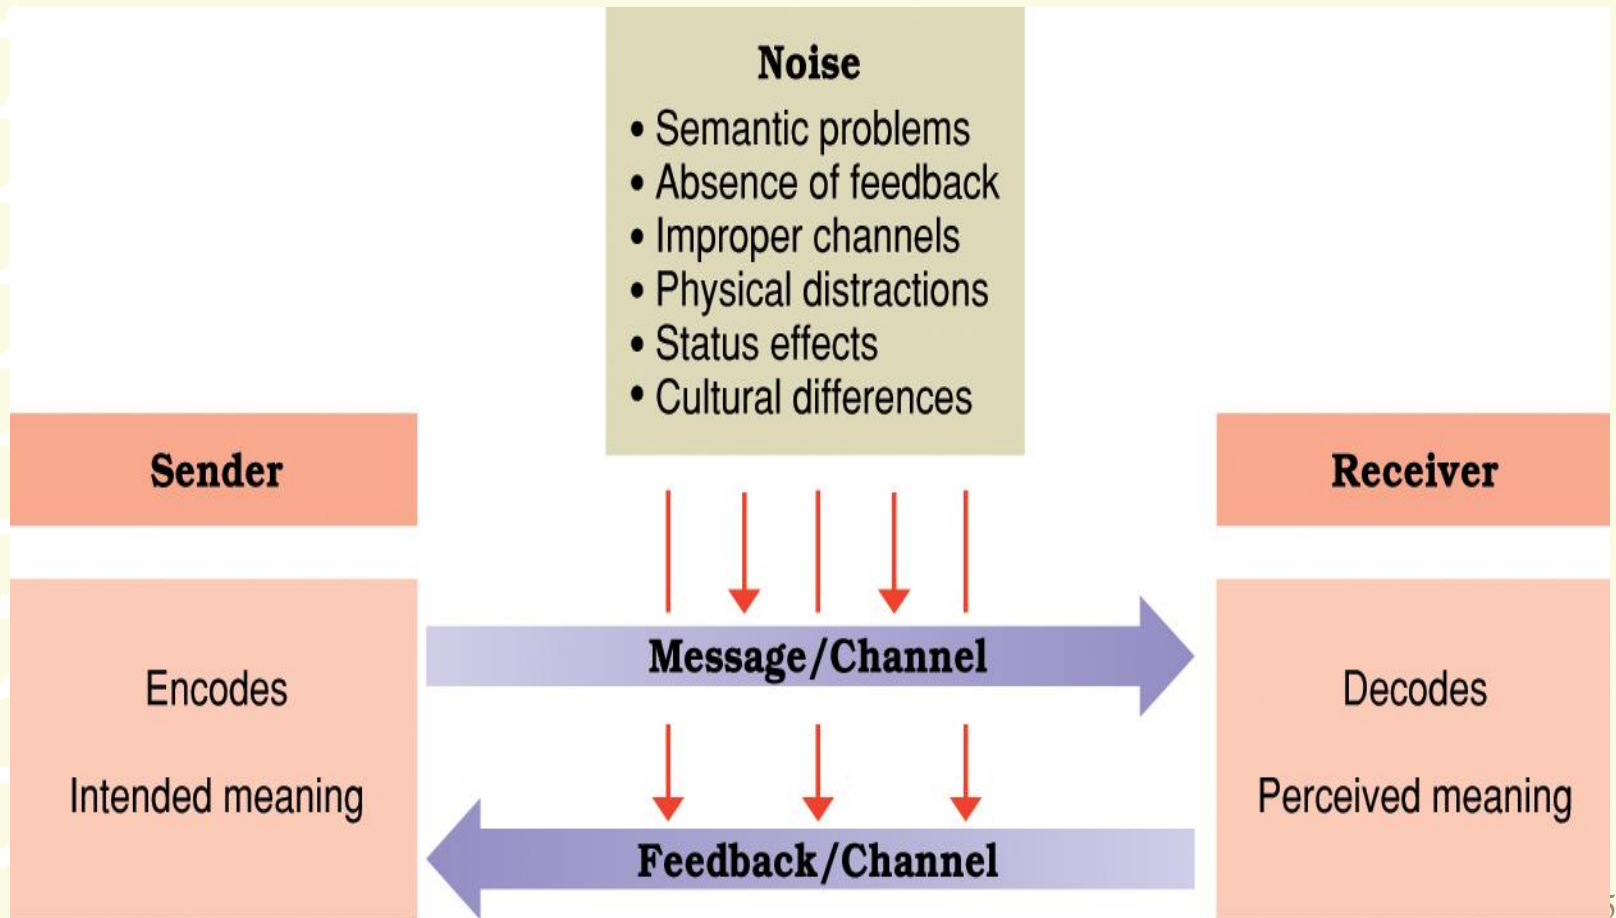 Noise
• Semantic problems
• Absence of feedback
• Improper channels
• Physical distractions
• Status effects
• Cultural differences
Sender
Receiver
Message/Channel
Encodes
Decodes
Intended meaning
Perceived meaning
Feedback/Channel